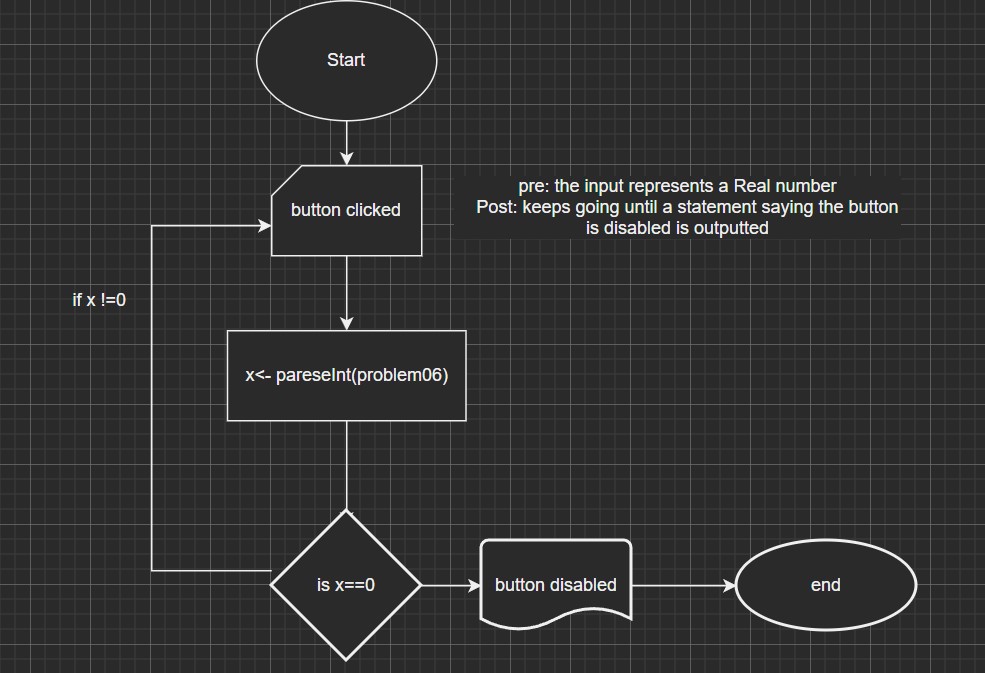 Start
button clicked
pre: the input represents a Real number
Post: keeps going until a statement saying the button
is disabled is outputted
if x !=0
x<- pareseInt(problem06)
is x==0
button disabled
end